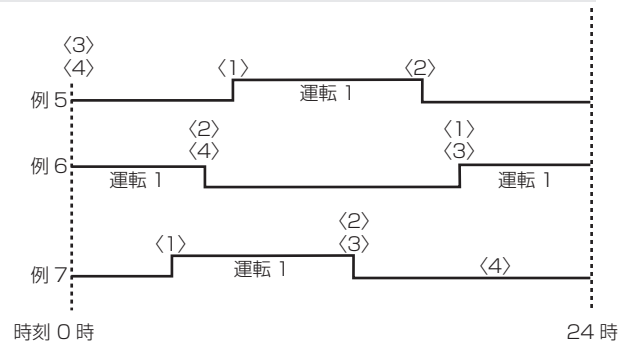 〈3〉
〈4〉 〈1〉 〈2〉
例 5 運転 1
〈2〉 〈1〉
〈4〉 〈3〉
例 6 運転 1 運転 1
〈2〉
〈1〉 〈3〉
例 7 運転 1 〈4〉
時刻 0 時 24 時